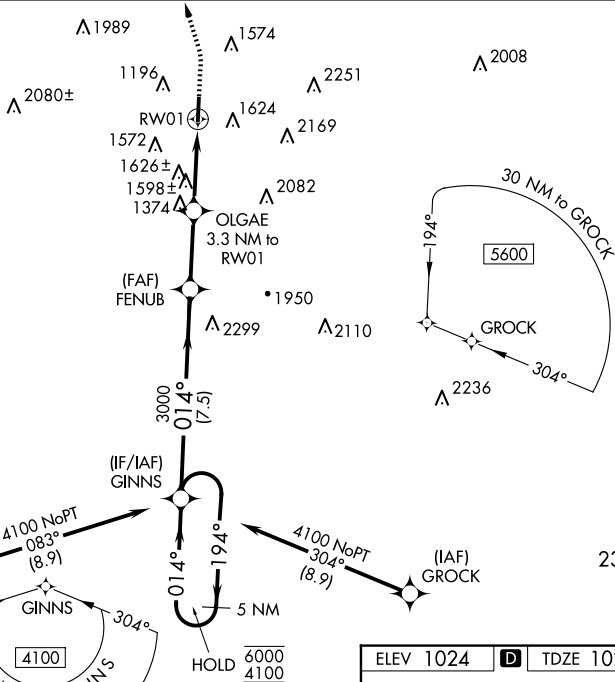 1989
1574
2008
1196
2251
2080±
RW01
1624
1572
2169
1626±
1598±
1374
2082
OLGAE
3.3 NM to
RW01
30 NM to GROCK
194°
5600
(FAF)
FENUB
1950
2299
2110
GROCK
304°
2236
3000
014°
(7.5)
(IF/IAF)
GINNS
4100 NoPT
083°
(8.9)
014°
194°
4100 NoPT
304°
(8.9)
(IAF)
GROCK
GINNS
304°
5 NM
4100
HOLD
6000
4100
ELEV 1024
D
TDZE